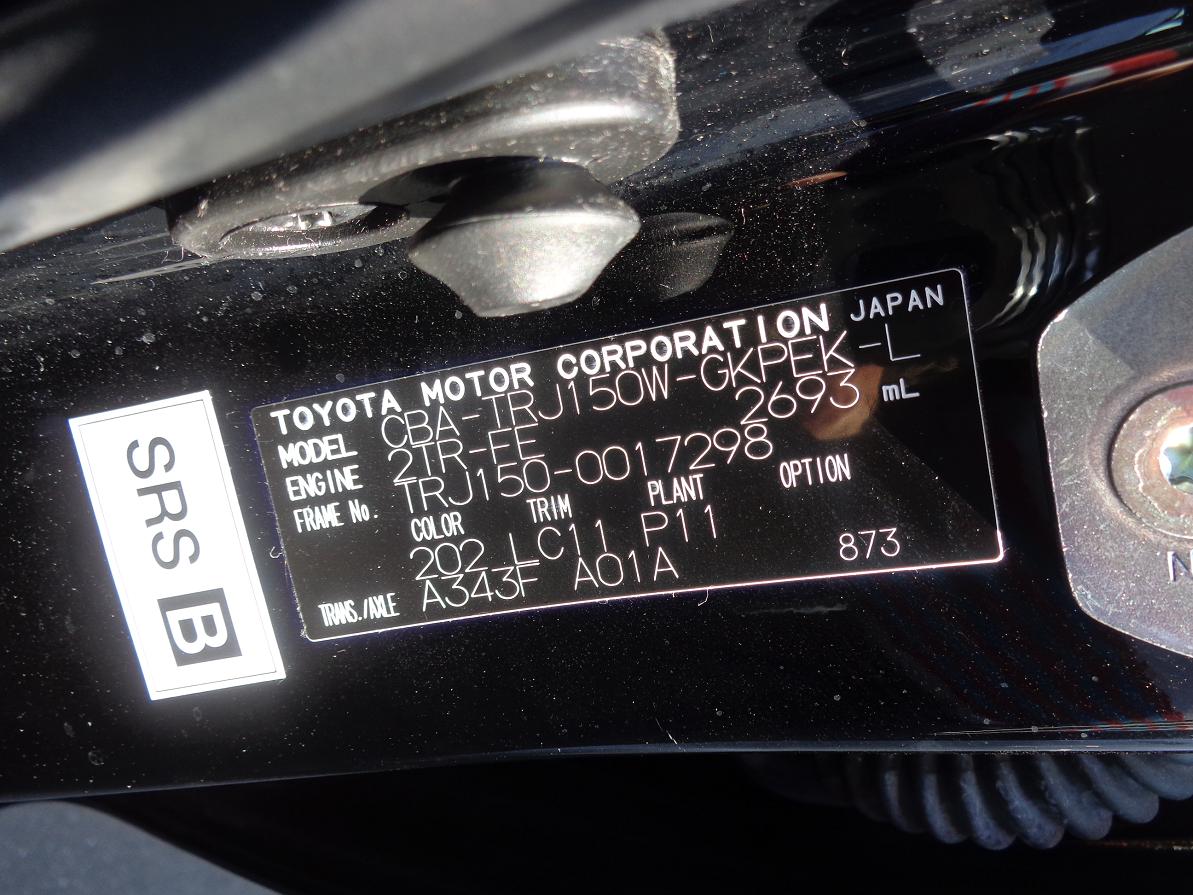 TOYOTA MOTOR CORPORATION JAPAN
MODEL CBA-TRJ150W-GKPEK-L
ENGINE 2TR-FE 2693 mL
FRAME No. TRJ150-0017298
COLOR TRIM PLANT OPTION
202 LC11 P11
TRANS./AXLE A343F A01A 873
SRS B